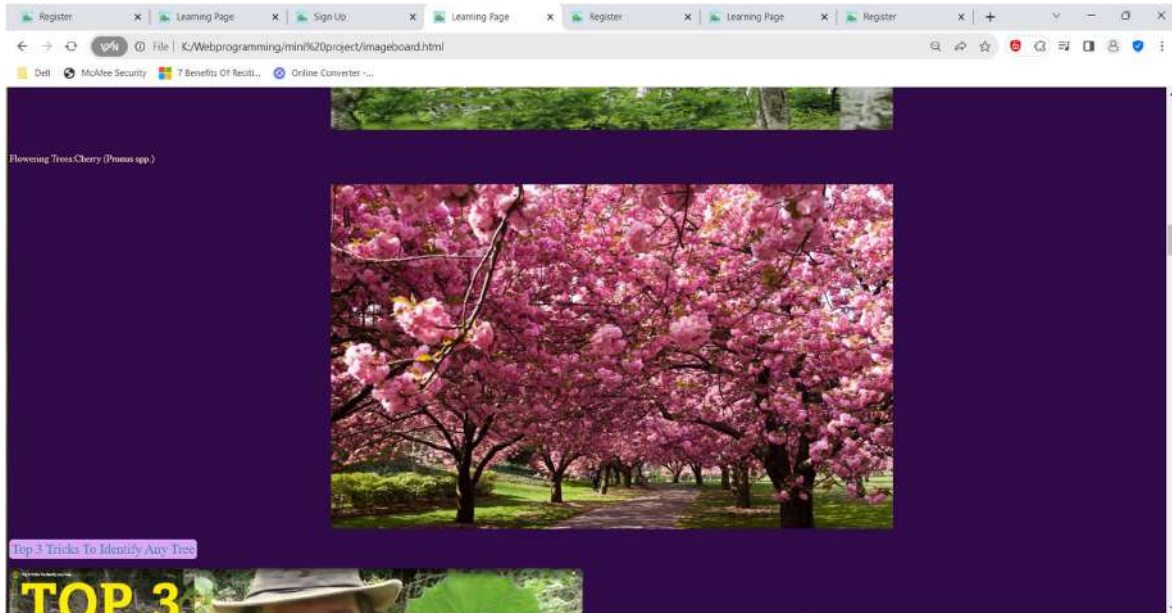 Register Learning Page Sign Up Learning Page Register Learning Page Register
VPN File K:/Webprogramming/mini%20project/imageboard.html
Dell McAfee Security 7 Benefits Of Reciti... Online Converter -...
Flowering Trees:Cherry (Prunus spp.)
Top 3 Tricks To Identify Any Tree
TOP 3